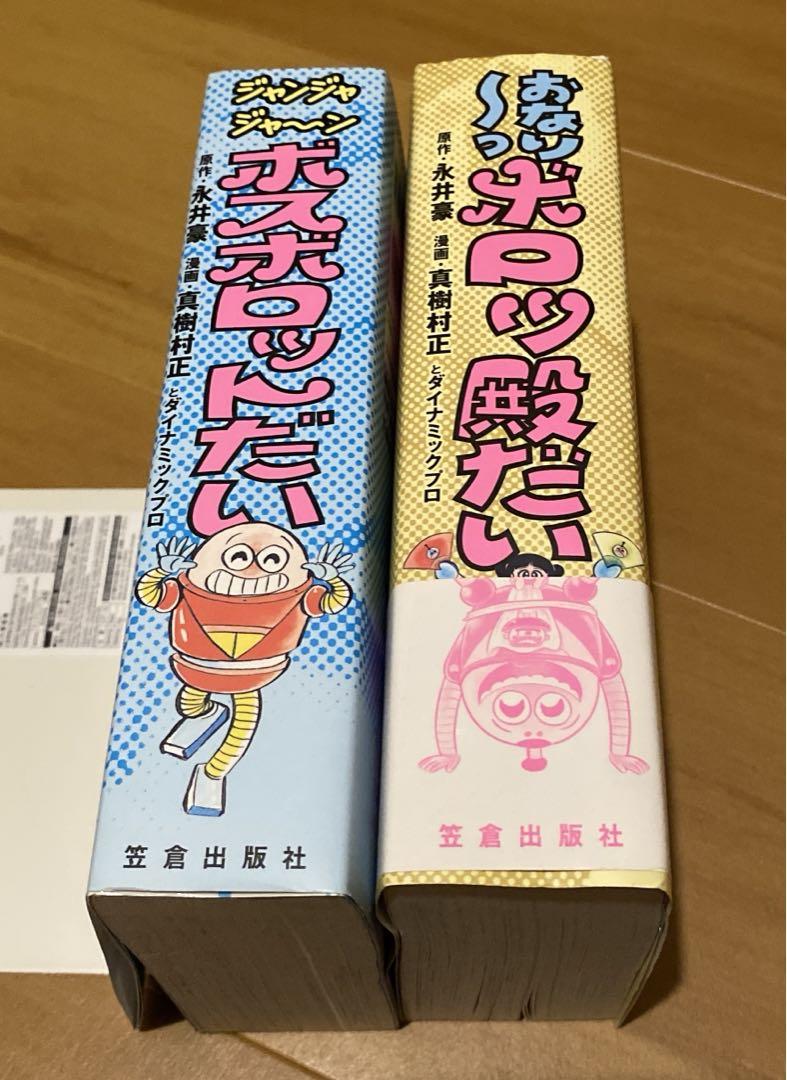 ジャンジャ
ジャ〜ン
ボスボロットだい
原作・永井豪 漫画・真樹村正 とダイナミックプロ
笠倉出版社
おなり
〜っ
ボロッ殿だい
原作・永井豪 漫画・真樹村正 とダイナミックプロ
笠倉出版社